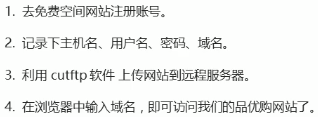 1. 去免费空间网站注册账号。
2. 记录下主机名、用户名、密码、域名。
3. 利用 cutftp 软件 上传网站到远程服务器。
4. 在浏览器中输入域名，即可访问我们的品优购网站了。